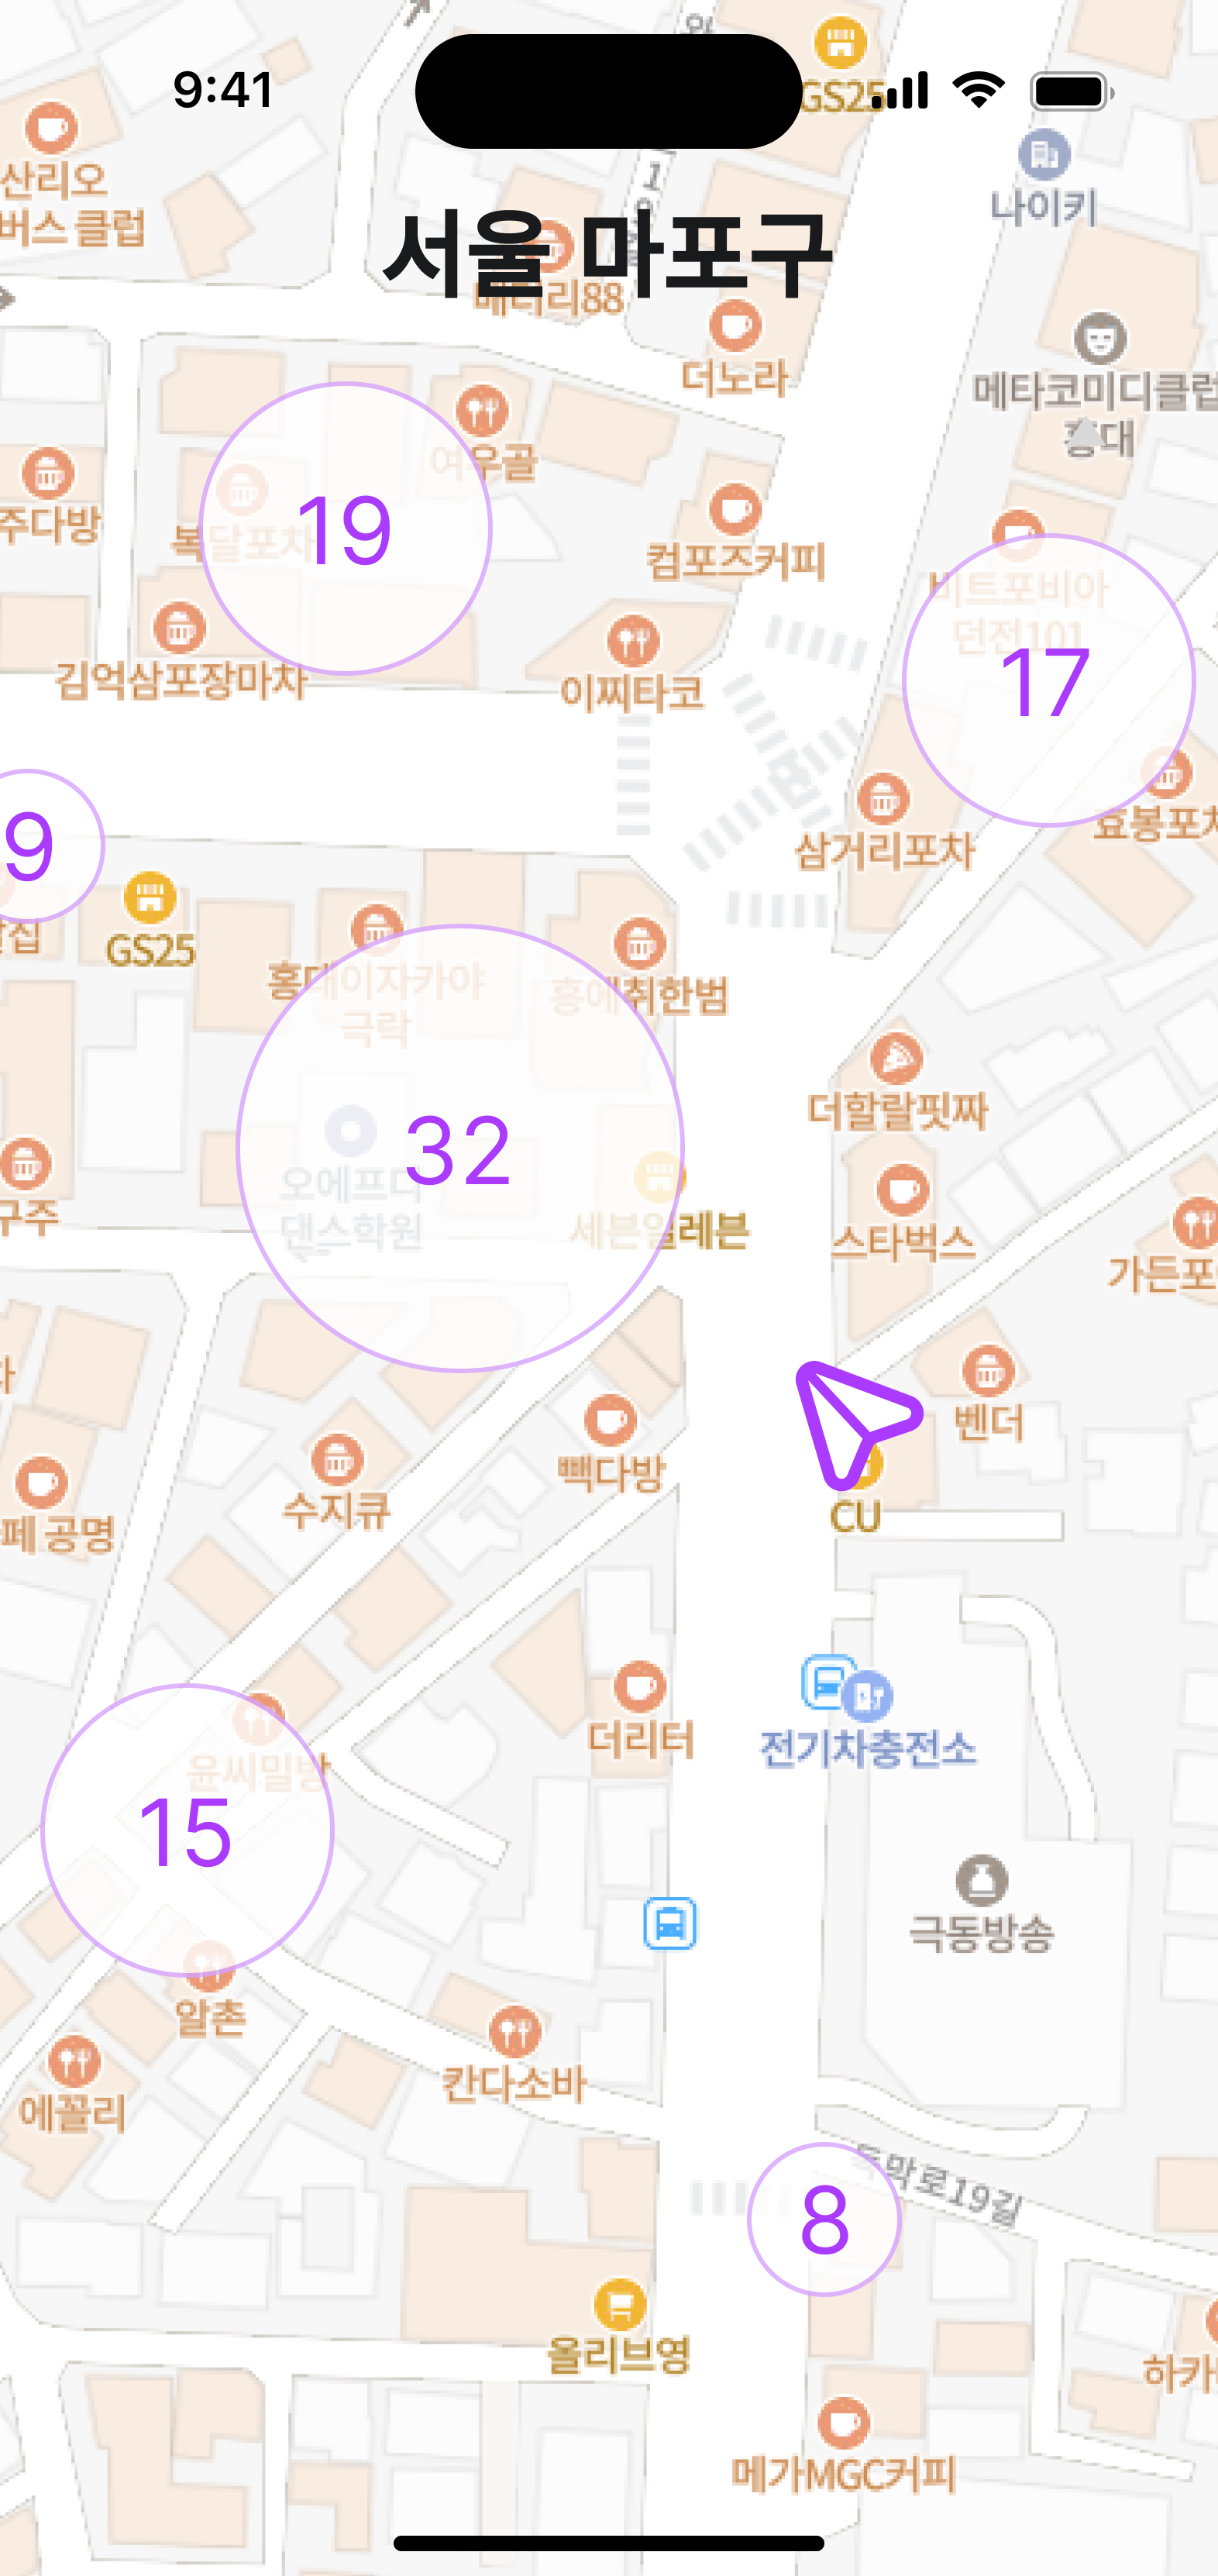 GS25
9:41
산리오
버스 클럽
나이키
서울 마포구
더노라
메타코미디클럽
홍대
여우골
주다방
복달포차
19
컴포즈커피
비트포비아
던전101
17
김억삼포장마차
이찌타코
9
삼거리포차
효봉포차
GS25
홍대이자카야
극락
흥에취한범
더할랄핏짜
32
오에프디
댄스학원
세븐일레븐
구주
스타벅스
벤더
빽다방
수지큐
CU
페 공명
더리터
전기차충전소
윤씨밀방
15
극동방송
알촌
칸다소바
에꼴리
독막로19길
8
올리브영
메가MGC커피